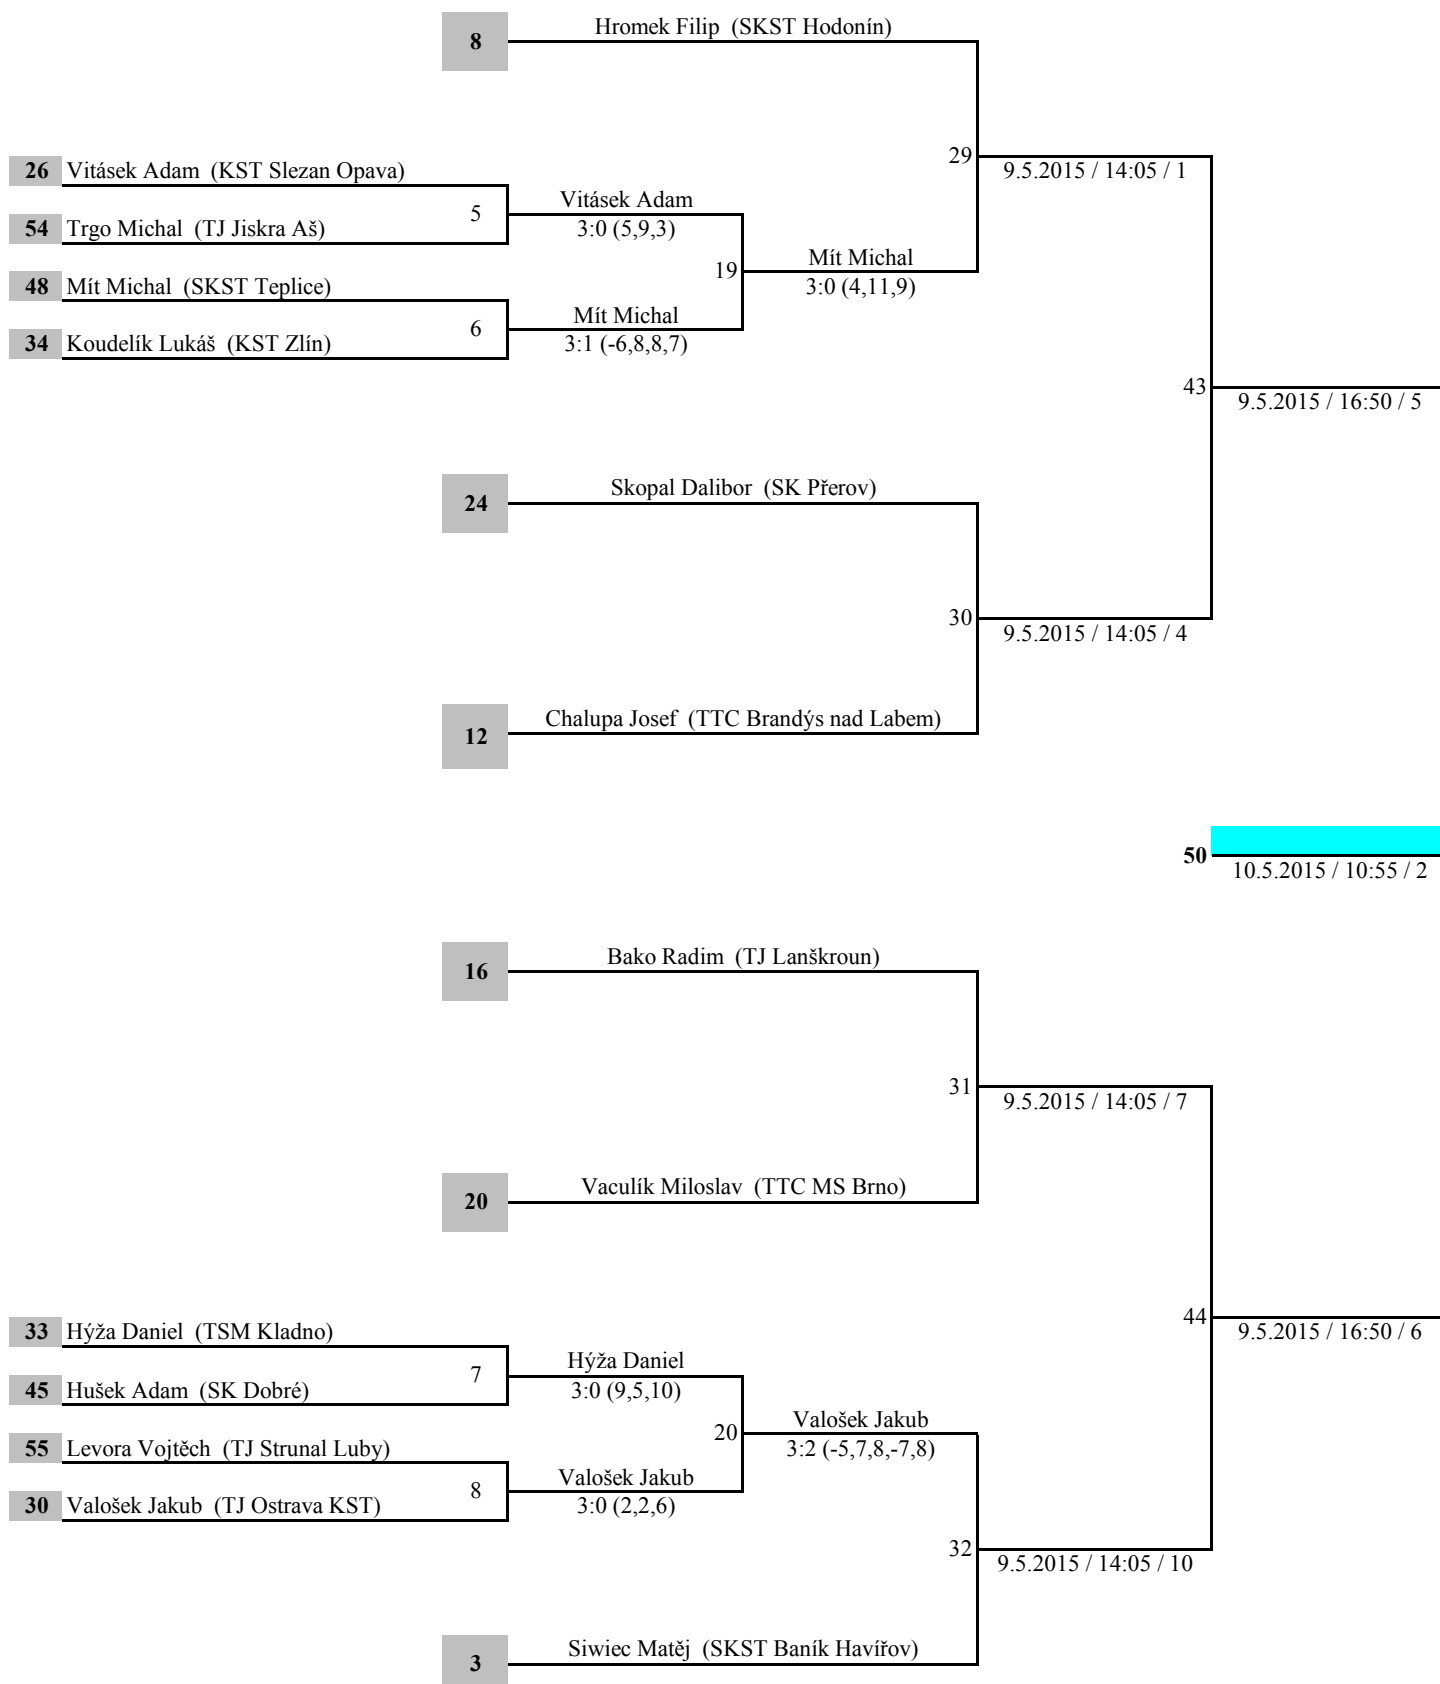 Hromek Filip (SKST Hodonín)
8
29
9.5.2015 / 14:05 / 1
26 Vitásek Adam (KST Slezan Opava)
5
Vitásek Adam
54 Trgo Michal (TJ Jiskra Aš)
3:0 (5,9,3)
19
Mít Michal
48 Mít Michal (SKST Teplice)
3:0 (4,11,9)
6
Mít Michal
34 Koudelík Lukáš (KST Zlín)
3:1 (-6,8,8,7)
43
9.5.2015 / 16:50 / 5
Skopal Dalibor (SK Přerov)
24
30
9.5.2015 / 14:05 / 4
Chalupa Josef (TTC Brandýs nad Labem)
12
50
10.5.2015 / 10:55 / 2
Bako Radim (TJ Lanškroun)
16
31
9.5.2015 / 14:05 / 7
Vaculík Miloslav (TTC MS Brno)
20
44
9.5.2015 / 16:50 / 6
33 Hýža Daniel (TSM Kladno)
7
Hýža Daniel
45 Hušek Adam (SK Dobré)
3:0 (9,5,10)
20
Valošek Jakub
55 Levora Vojtěch (TJ Strunal Luby)
3:2 (-5,7,8,-7,8)
8
Valošek Jakub
30 Valošek Jakub (TJ Ostrava KST)
3:0 (2,2,6)
32
9.5.2015 / 14:05 / 10
Siwiec Matěj (SKST Baník Havířov)
3